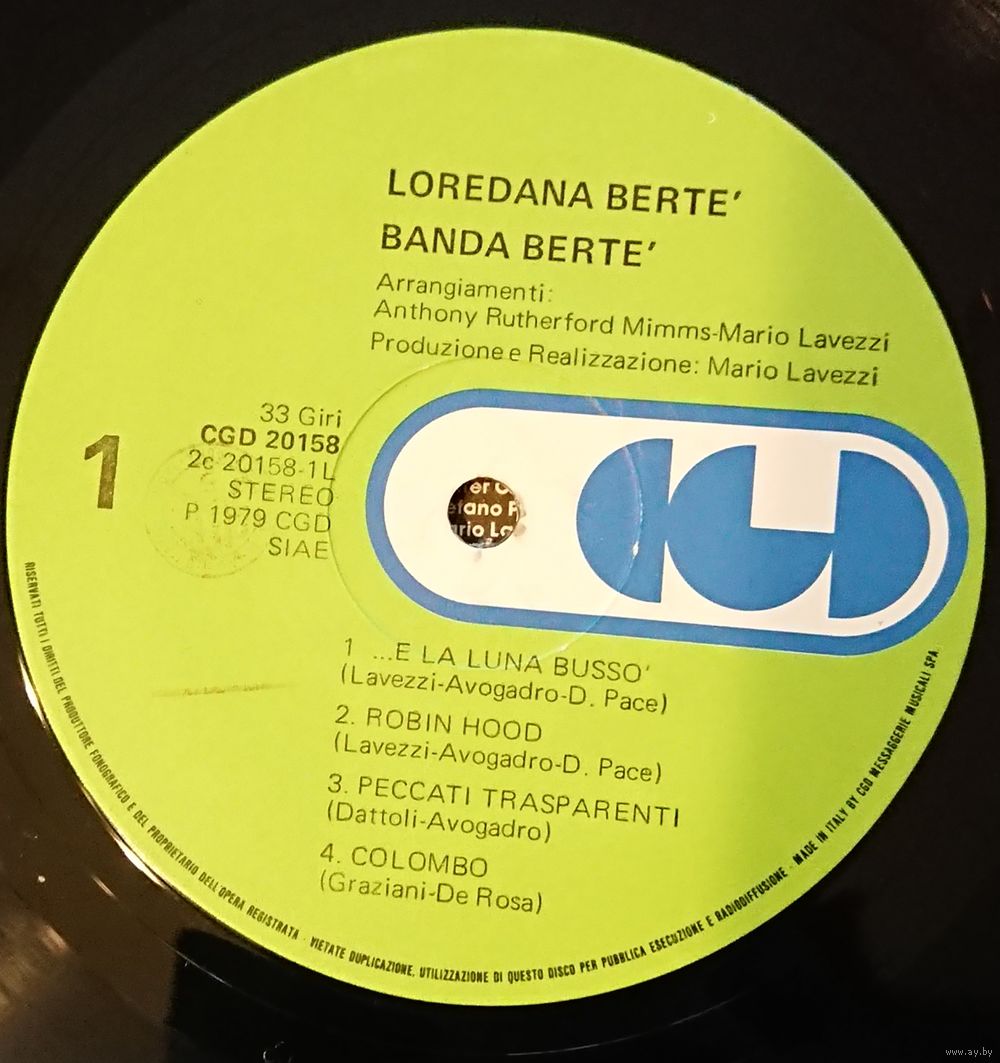 LOREDANA BERTE'
BANDA BERTE'
Arrangiamenti:
Anthony Rutherford Mimms-Mario Lavezzi
Produzione e Realizzazione: Mario Lavezzi
33 Giri
CGD 20158
2c 20158-1L
STEREO
P 1979 CGD
SIAE
1
CGD
1 ...E LA LUNA BUSSO'
(Lavezzi-Avogadro-D. Pace)
2. ROBIN HOOD
(Lavezzi-Avogadro-D. Pace)
3. PECCATI TRASPARENTI
(Dattoli-Avogadro)
4. COLOMBO
(Graziani-De Rosa)
RISERVATI TUTTI I DIRITTI DEL PRODUTTORE FONOGRAFICO E DEL PROPRIETARIO DELL'OPERA REGISTRATA - VIETATE DUPLICAZIONE, UTILIZZAZIONE DI QUESTO DISCO PER PUBBLICA ESECUZIONE E RADIODIFFUSIONE - MADE IN ITALY BY CGD MESSAGGERIE MUSICALI SPA.
www.ay.by